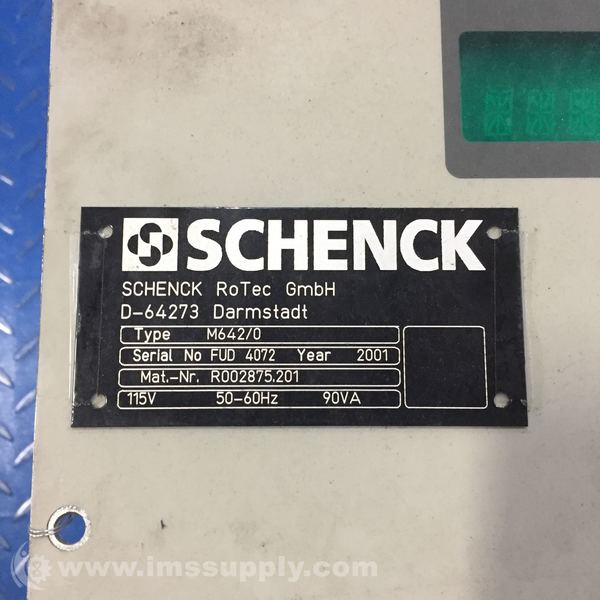 SCHENCK
SCHENCK RoTec GmbH
D-64273 Darmstadt
Type M642/0
Serial No FUD 4072 Year 2001
Mat.-Nr. R002875.201
115V 50-60Hz 90VA
www.imssupply.com